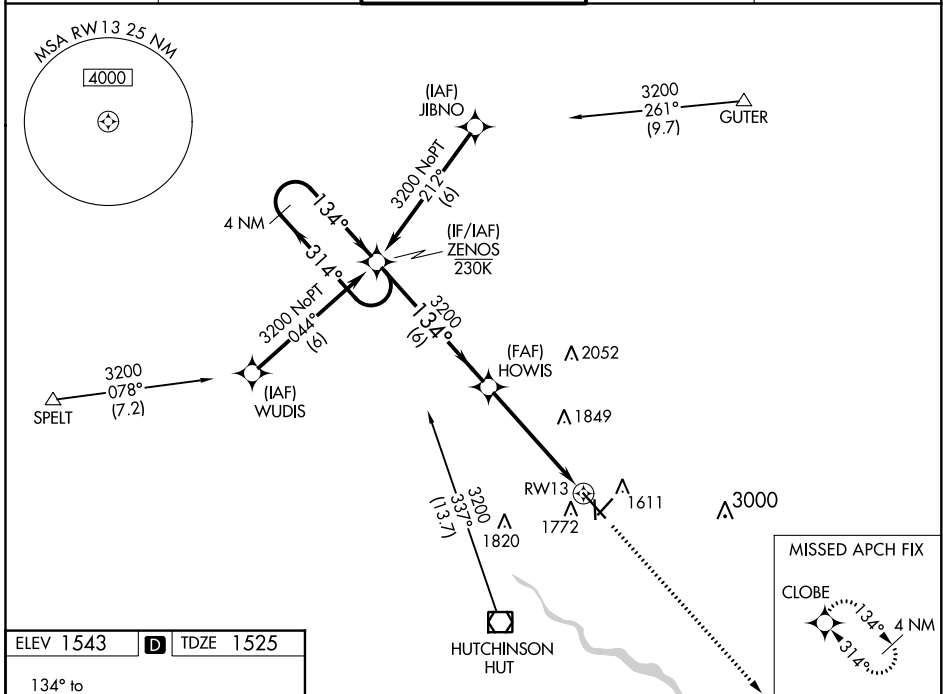 MSA RW13 25 NM
4000
(IAF)
JIBNO
3200
261°
(9.7)
GUTER
3200 NoPT
212°
(6)
4 NM
134°
314°
(IF/IAF)
ZENOS
230K
3200 NoPT
044°
(6)
3200
134°
(6)
(FAF)
HOWIS
2052
3200
078°
(7.2)
SPELT
(IAF)
WUDIS
1849
RW13
1611
1772
3000
3200
337°
(13.7)
1820
HUTCHINSON
HUT
MISSED APCH FIX
CLOBE
134°
314°
4 NM
ELEV 1543 D TDZE 1525
134° to